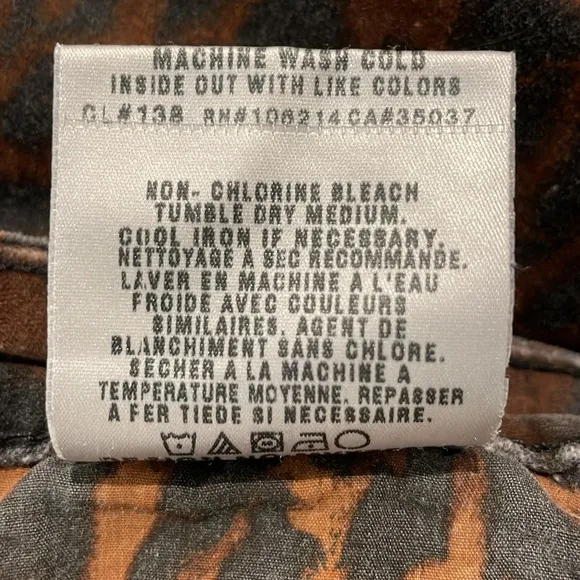 MACHINE WASH COLD
INSIDE OUT WITH LIKE COLORS
CL#138 RN#106214 CA#35037
NON- CHLORINE BLEACH
TUMBLE DRY MEDIUM.
COOL IRON IF NECESSARY.
NETTOYAGE A SEC RECOMMANDE.
LAVER EN MACHINE A L'EAU
FROIDE AVEC COULEURS
SIMILAIRES. AGENT DE
BLANCHIMENT SANS CHLORE.
SECHER A LA MACHINE A
TEMPERATURE MOYENNE. REPASSER
A FER TIEDE SI NECESSAIRE.